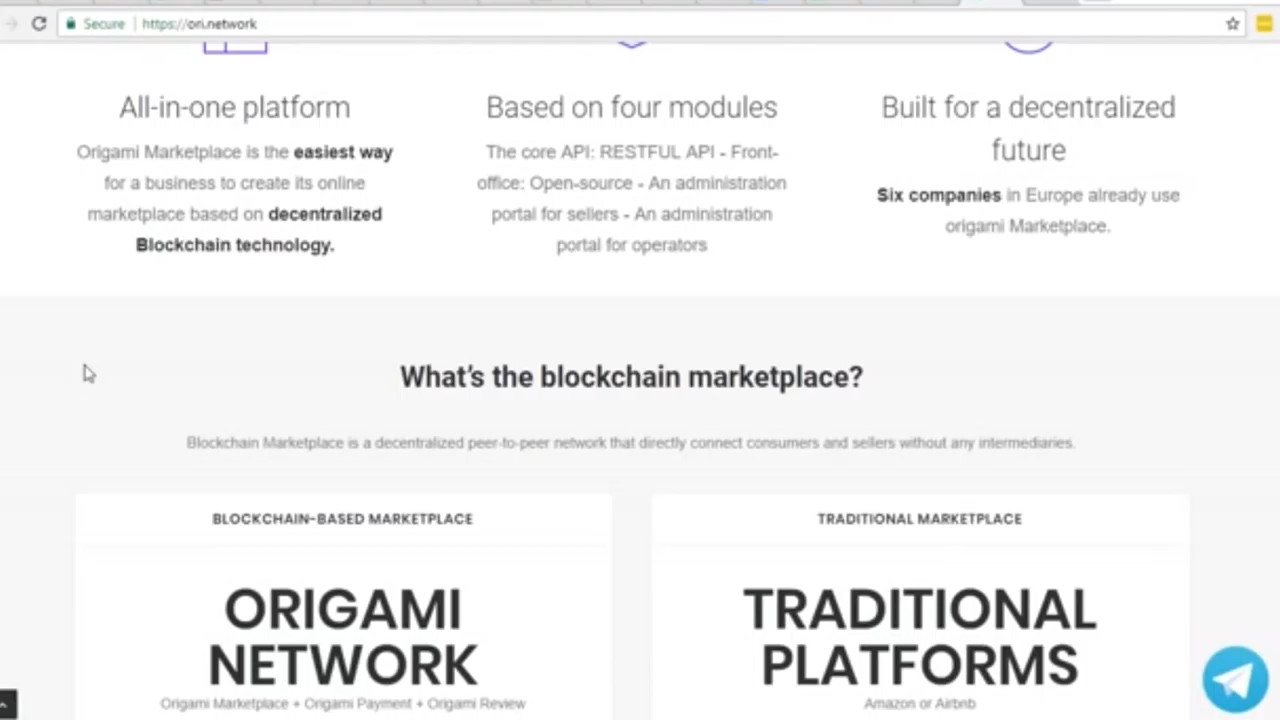 Secure | https://ori.network
All-in-one platform
Origami Marketplace is the easiest way
for a business to create its online
marketplace based on decentralized
Blockchain technology.
Based on four modules
The core API: RESTFUL API - Front-
office: Open-source - An administration
portal for sellers - An administration
portal for operators
Built for a decentralized
future
Six companies in Europe already use
origami Marketplace.
What's the blockchain marketplace?
Blockchain Marketplace is a decentralized peer-to-peer network that directly connect consumers and sellers without any intermediaries.
BLOCKCHAIN-BASED MARKETPLACE
ORIGAMI
NETWORK
Origami Marketplace + Origami Payment + Origami Review
TRADITIONAL MARKETPLACE
TRADITIONAL
PLATFORMS
Amazon or Airbnb